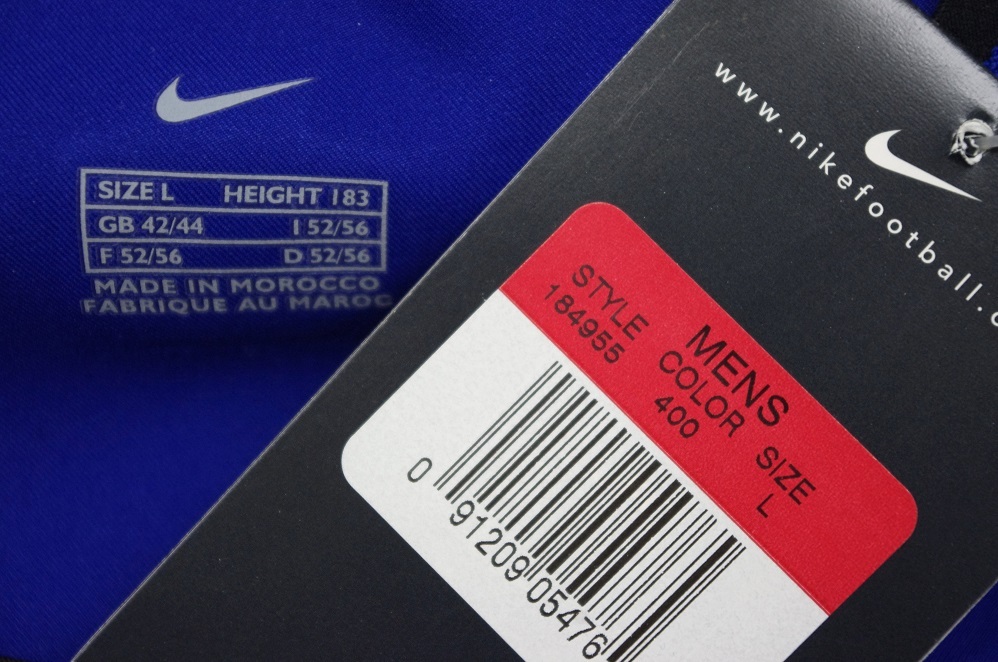 SIZE L HEIGHT 183
GB 42/44 I 52/56
F 52/56 D 52/56
MADE IN MOROCCO
FABRIQUE AU MAROC
www.nikefootball.c
MENS
STYLE COLOR SIZE
184955 400 L
0 91209 05476